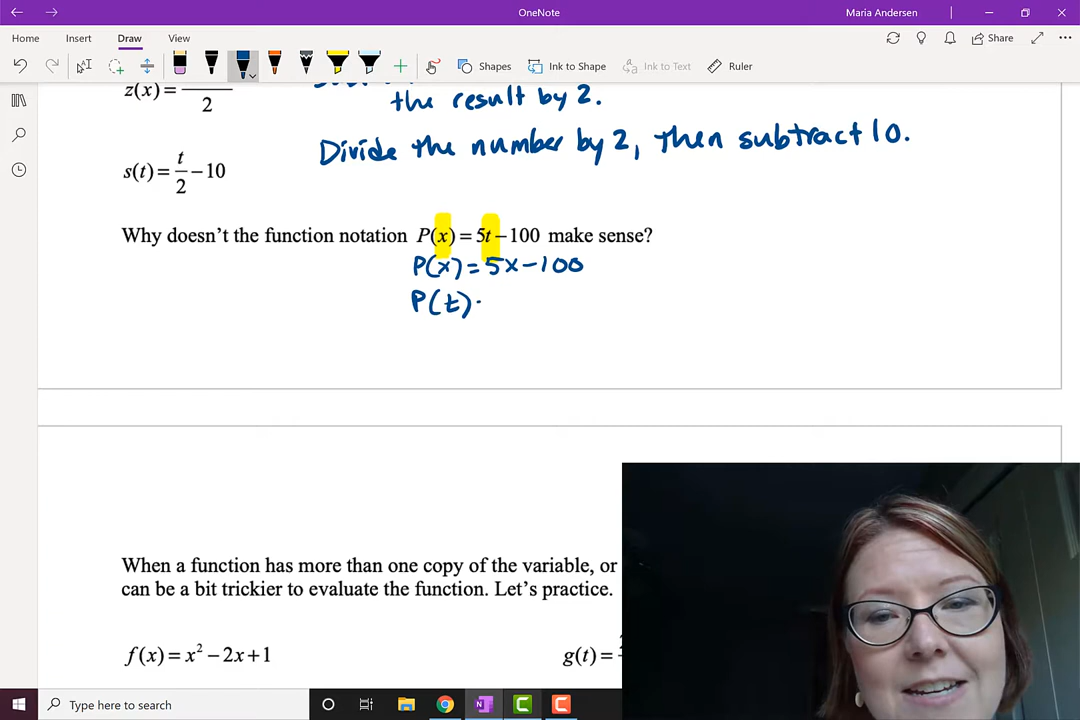 OneNote
Maria Andersen
Home Insert Draw View
Share
Shapes
Ink to Shape
Ink to Text
Ruler
z(x) =
2
the result by 2.
Divide the number by 2, then subtract 10.
s(t) = t/2 − 10
Why doesn't the function notation P(x) = 5t − 100 make sense?
P(x) = 5x − 100
P(t)
When a function has more than one copy of the variable, or
can be a bit trickier to evaluate the function. Let's practice.
f(x) = x² − 2x + 1
g(t) =
Type here to search